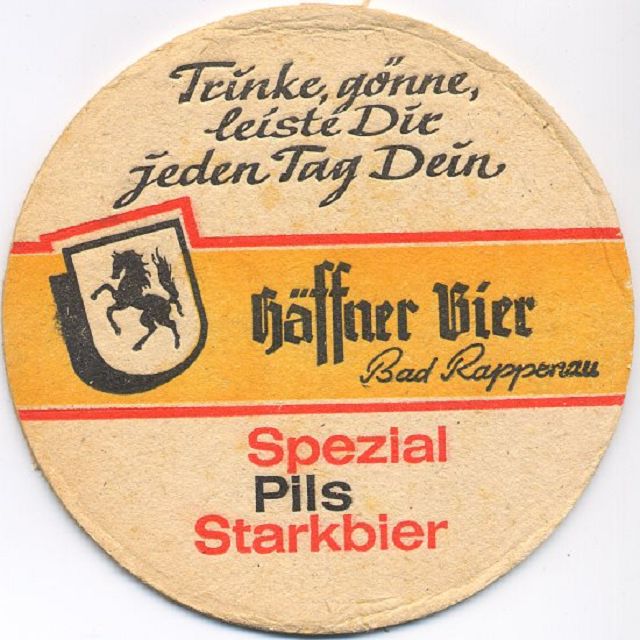 Trinke, gönne,
leiste Dir
jeden Tag Dein
Häffner Bier
Bad Rappenau
Spezial
Pils
Starkbier